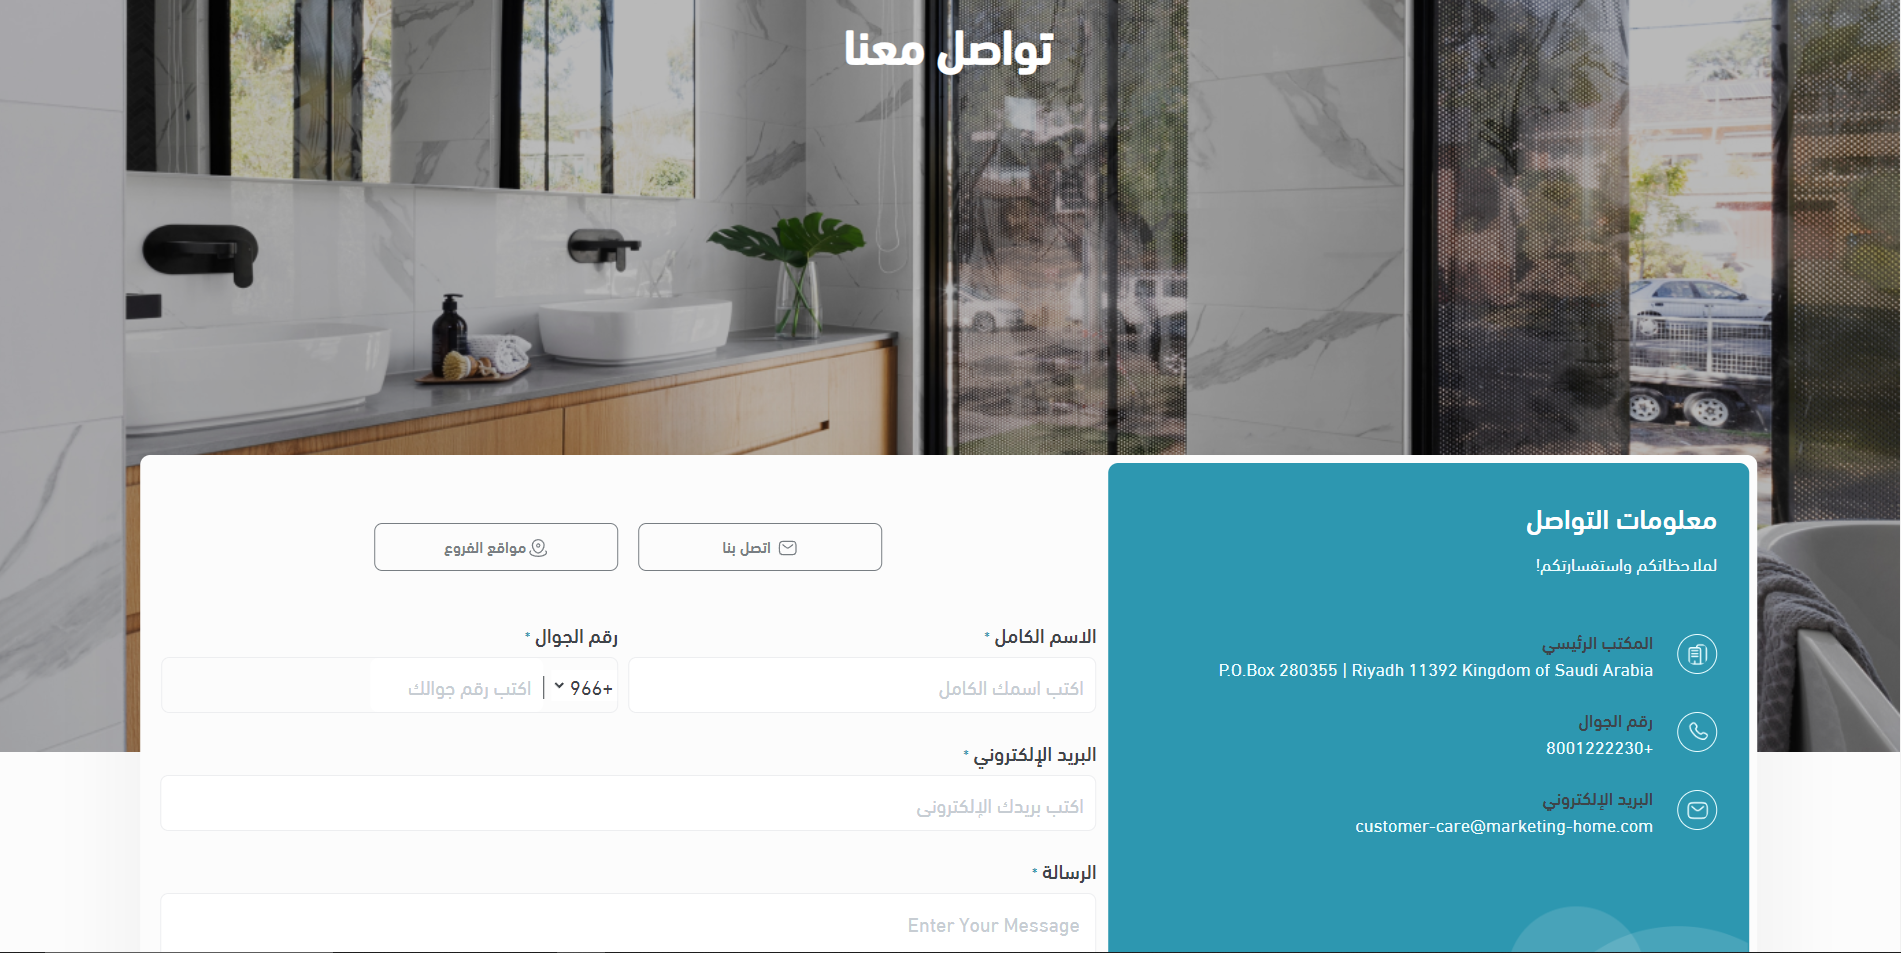 تواصل معنا
معلومات التواصل
لملاحظاتكم واستفسارتكم!
المكتب الرئيسي
P.O.Box 280355 | Riyadh 11392 Kingdom of Saudi Arabia
رقم الجوال
8001222230+
البريد الإلكتروني
customer-care@marketing-home.com
اتصل بنا
مواقع الفروع
الاسم الكامل *
اكتب اسمك الكامل
رقم الجوال *
966+
اكتب رقم جوالك
البريد الإلكتروني *
اكتب بريدك الإلكترونى
الرسالة *
Enter Your Message